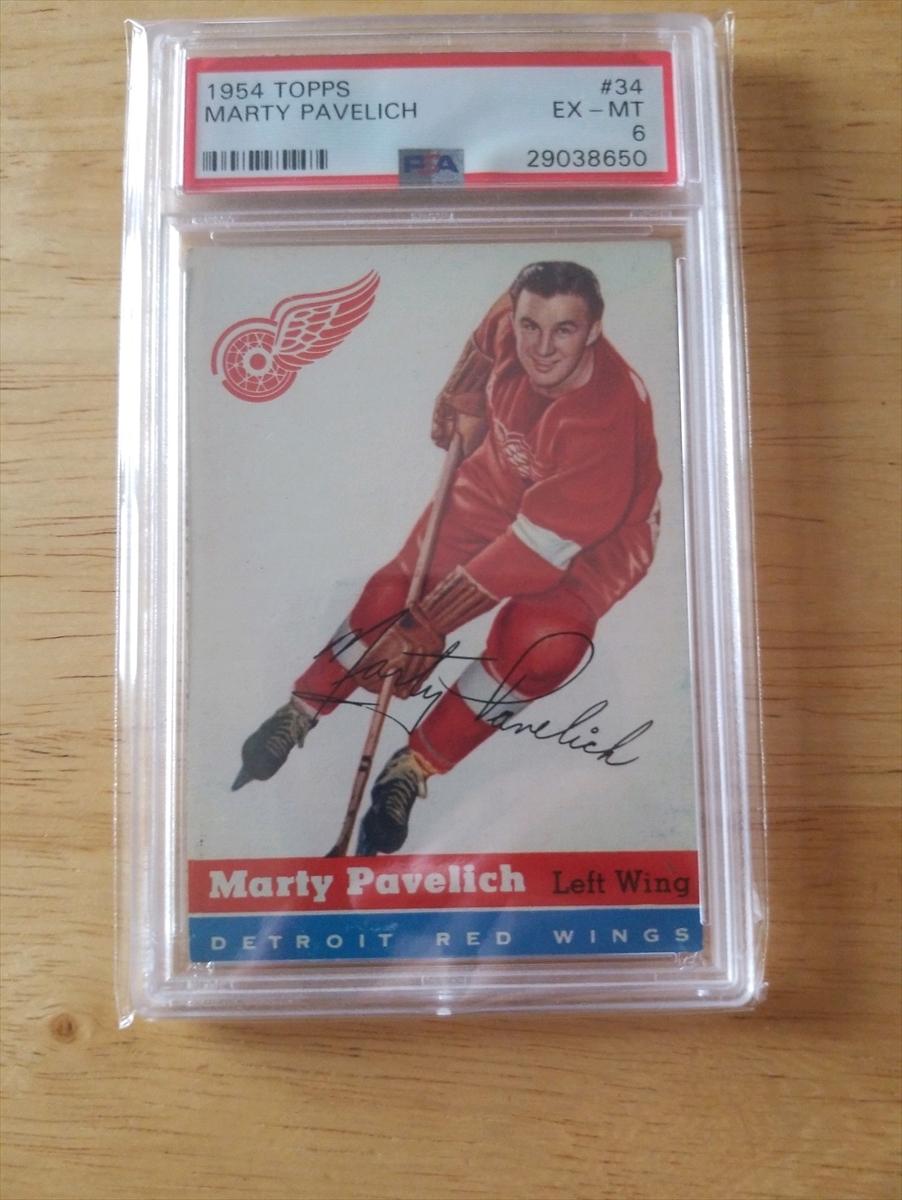 1954 TOPPS #34
MARTY PAVELICH EX - MT
6
PSA 29038650
Marty Pavelich
Marty Pavelich Left Wing
DETROIT RED WINGS